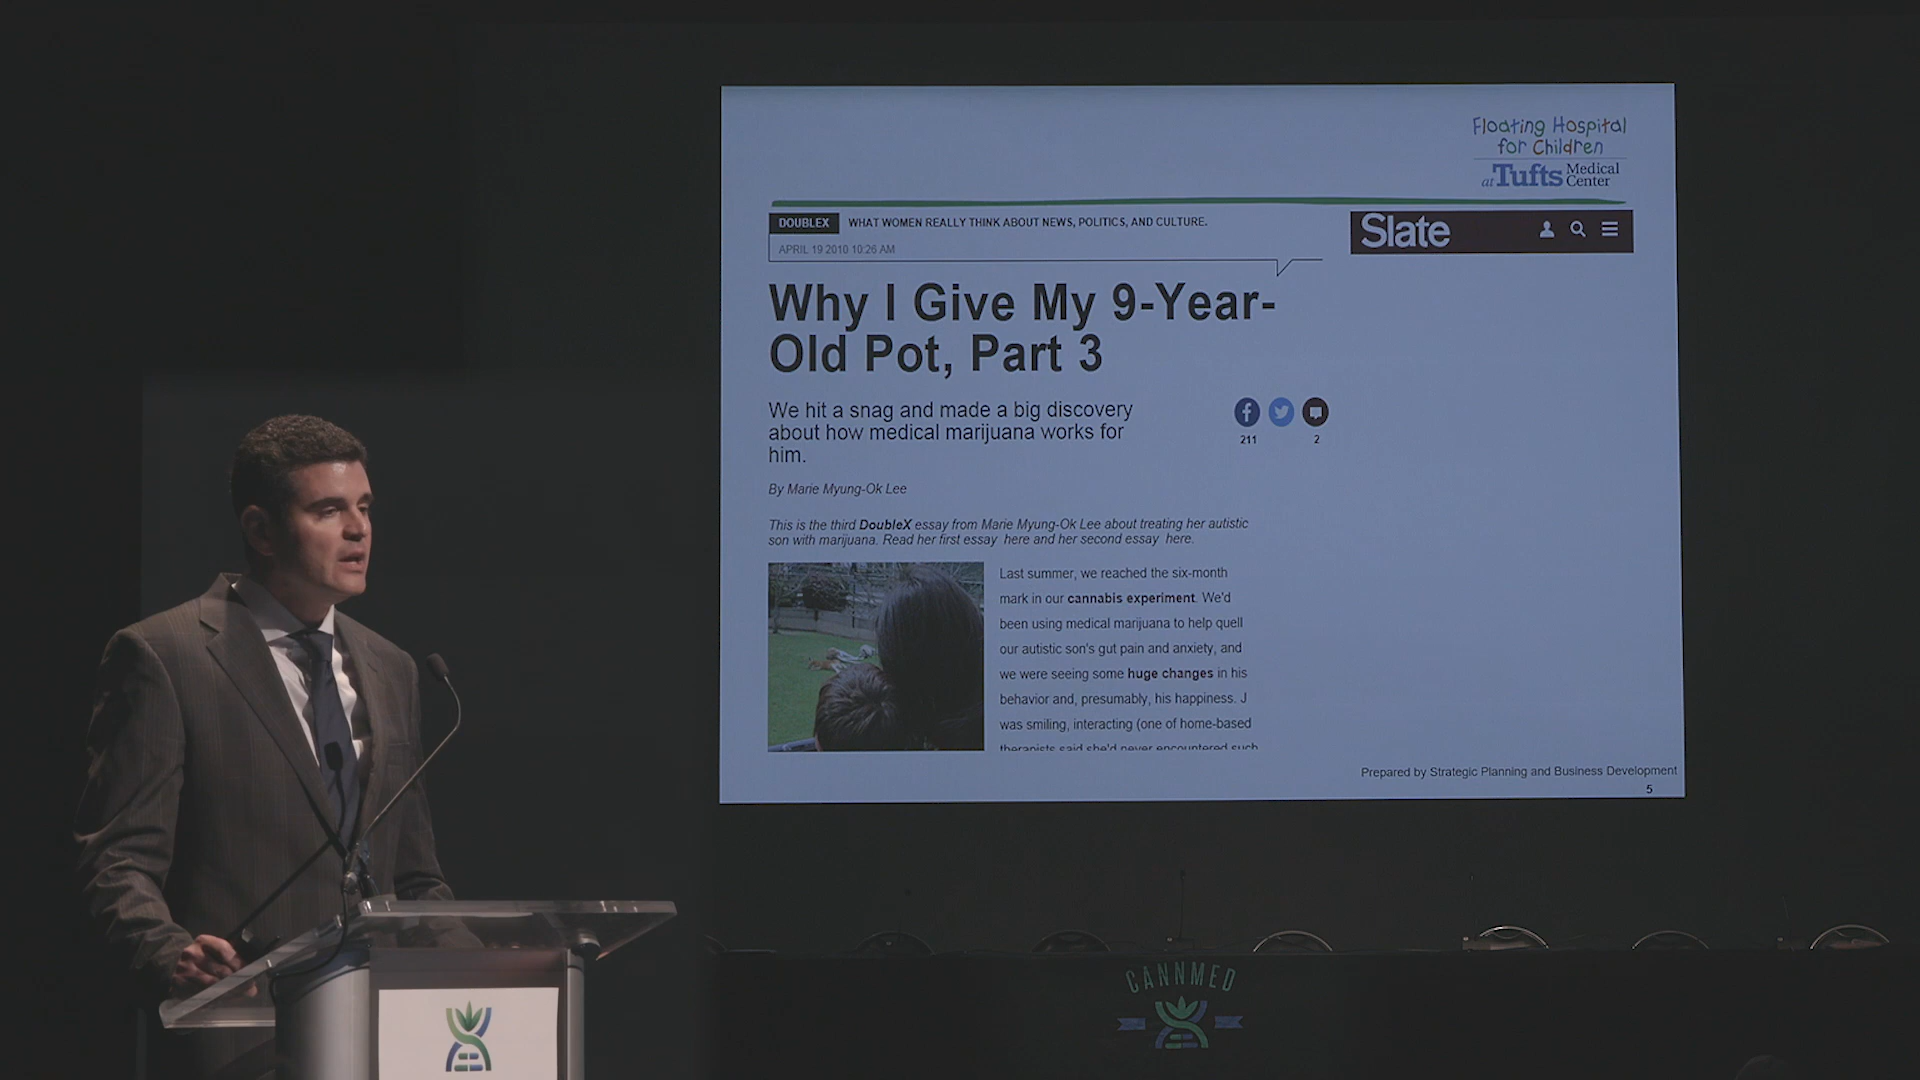 Floating Hospital
for Children
at Tufts Medical Center
DOUBLEX WHAT WOMEN REALLY THINK ABOUT NEWS, POLITICS, AND CULTURE.
Slate
APRIL 19 2010 10:26 AM
Why I Give My 9-Year-
Old Pot, Part 3
We hit a snag and made a big discovery
about how medical marijuana works for
him.
211
2
By Marie Myung-Ok Lee
This is the third DoubleX essay from Marie Myung-Ok Lee about treating her autistic
son with marijuana. Read her first essay here and her second essay here.
Last summer, we reached the six-month
mark in our cannabis experiment. We'd
been using medical marijuana to help quell
our autistic son's gut pain and anxiety, and
we were seeing some huge changes in his
behavior and, presumably, his happiness. J
was smiling, interacting (one of home-based
therapists said she'd never encountered such
Prepared by Strategic Planning and Business Development
5
CANNMED